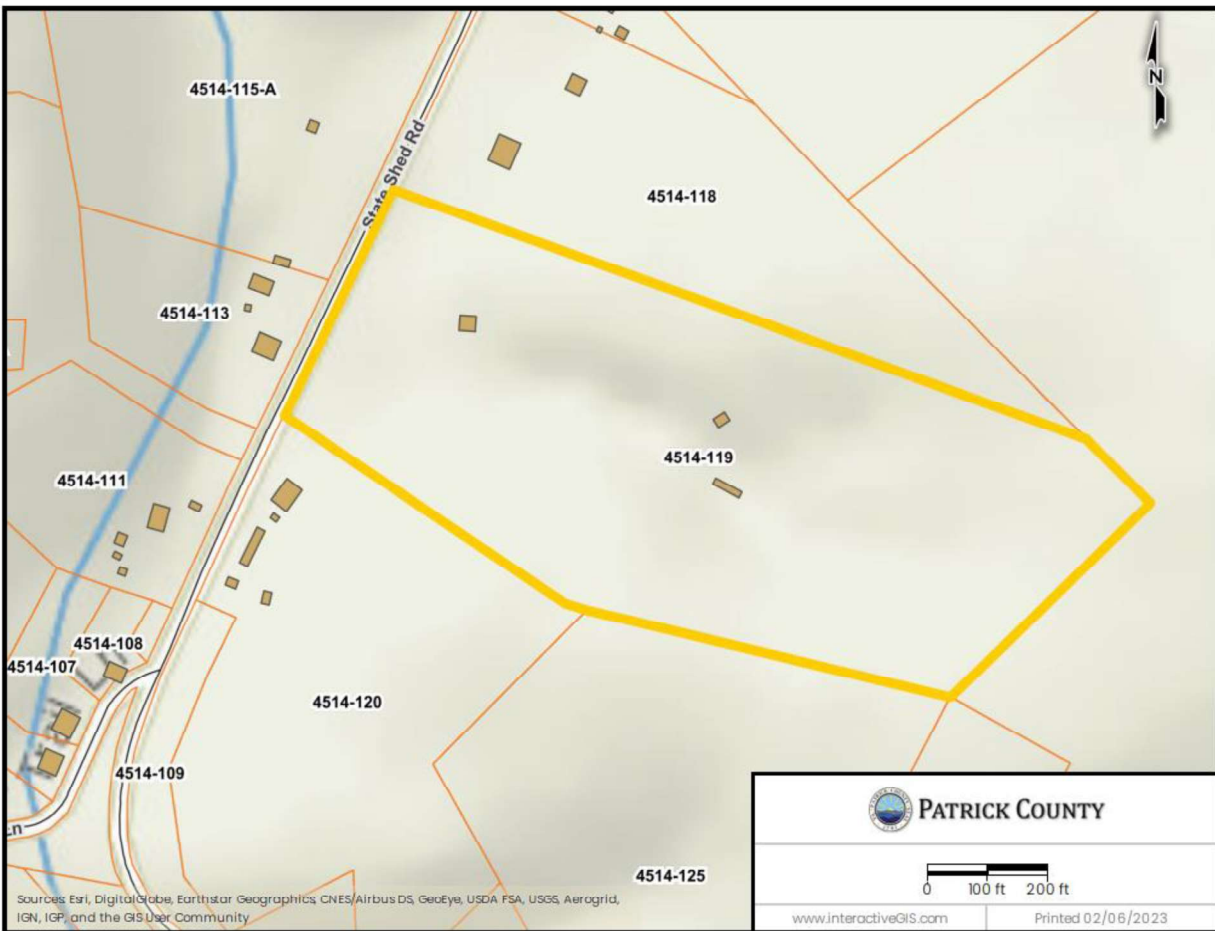 4514-115-A
N
State Shed Rd
4514-118
4514-113
4514-119
4514-111
4514-108
4514-107
4514-120
4514-109
Ln
4514-125
PATRICK COUNTY
0 100 ft 200 ft
Sources: Esri, DigitalGlobe, Earthstar Geographics, CNES/Airbus DS, GeoEye, USDA FSA, USGS, Aerogrid,
IGN, IGP, and the GIS User Community
www.interactiveGIS.com
Printed 02/06/2023